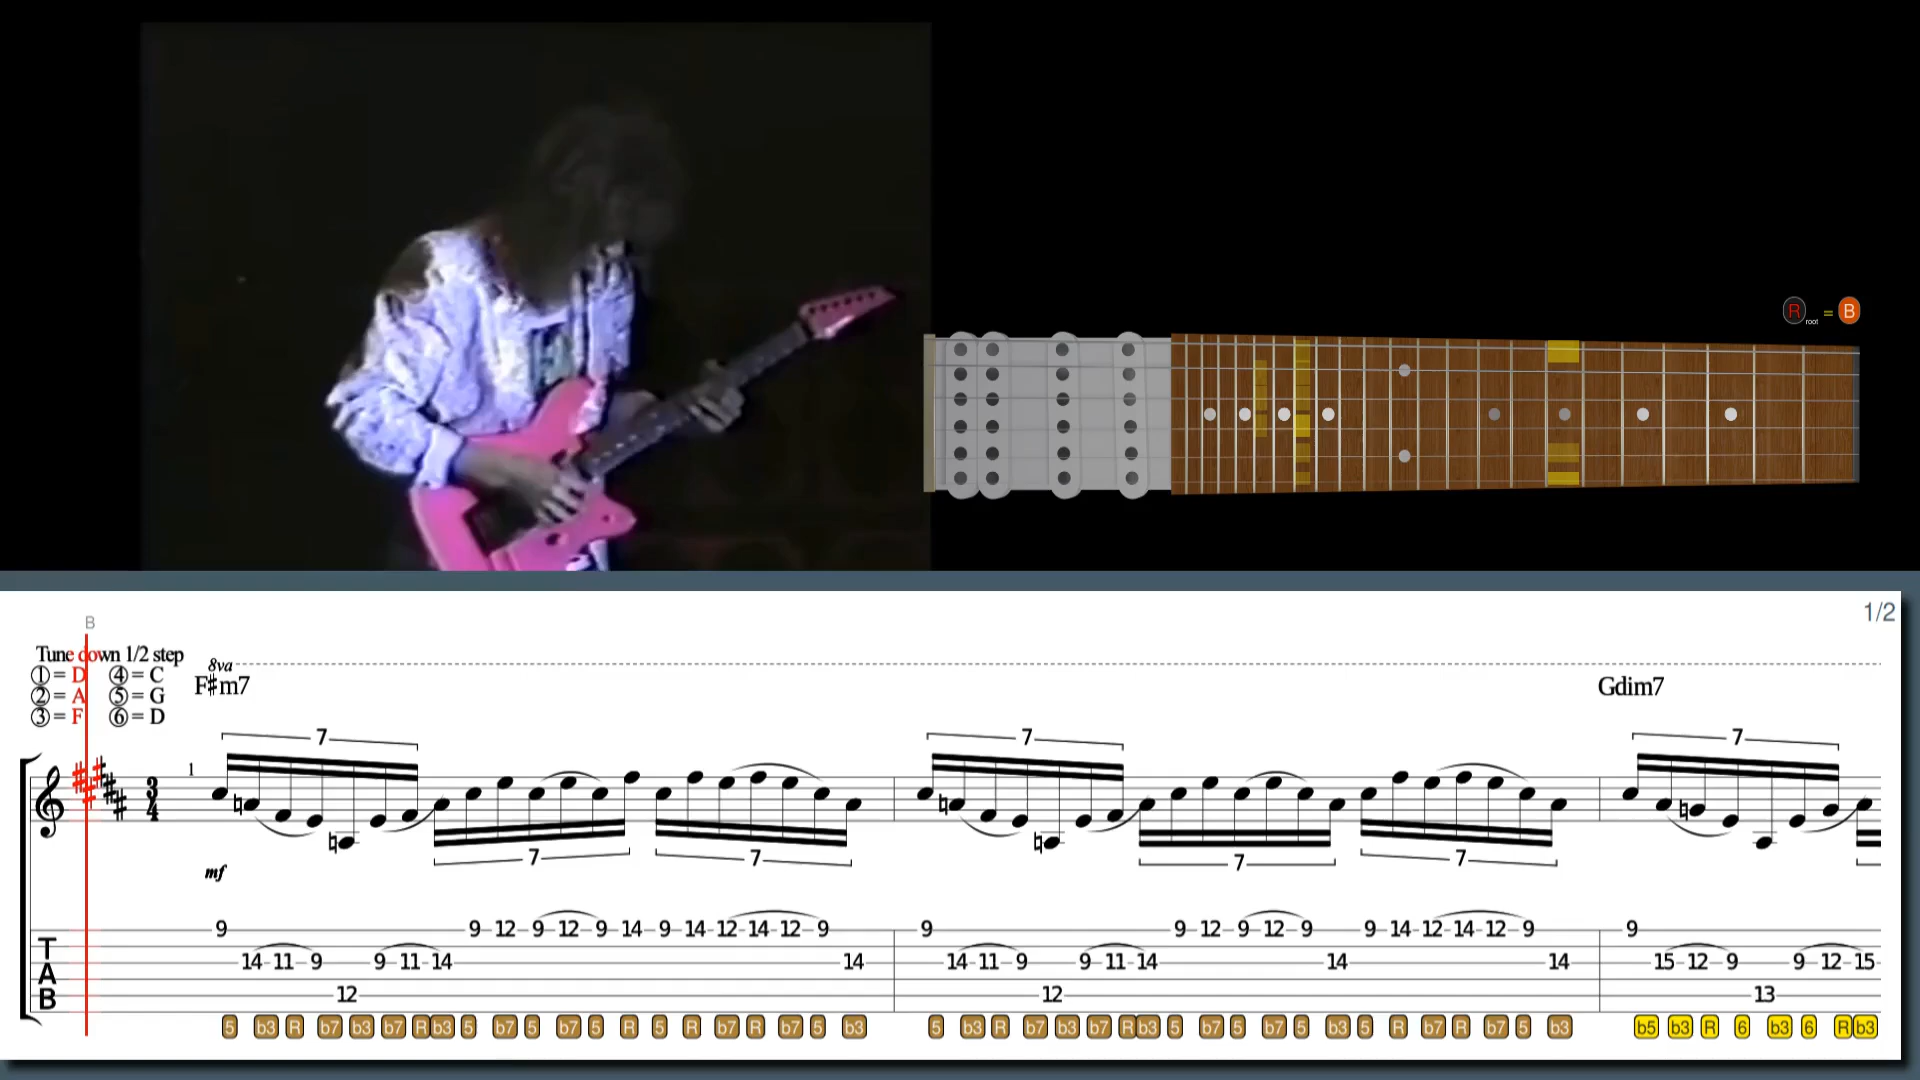 R root = B
1/2
B
Tune down 1/2 step
① = D ④ = C
② = A ⑤ = G
③ = F ⑥ = D
8va
F#m7 Gdim7
7 7 7
1
3
4
7 7 7 7
mf
9 9 12 9 12 9 14 9 14 12 14 12 9 9 9 12 9 12 9 9 14 12 14 12 9 9
T
A
B
14 11 9 9 11 14 14 14 11 9 9 11 14 14 14 15 12 9 9 12 15
12 12 13
5 b3 R b7 b3 b7 R b3 5 b7 5 b7 5 R 5 R b7 R b7 5 b3 5 b3 R b7 b3 b7 R b3 5 b7 5 b7 5 b3 5 R b7 R b7 5 b3 b5 b3 R 6 b3 6 R b3